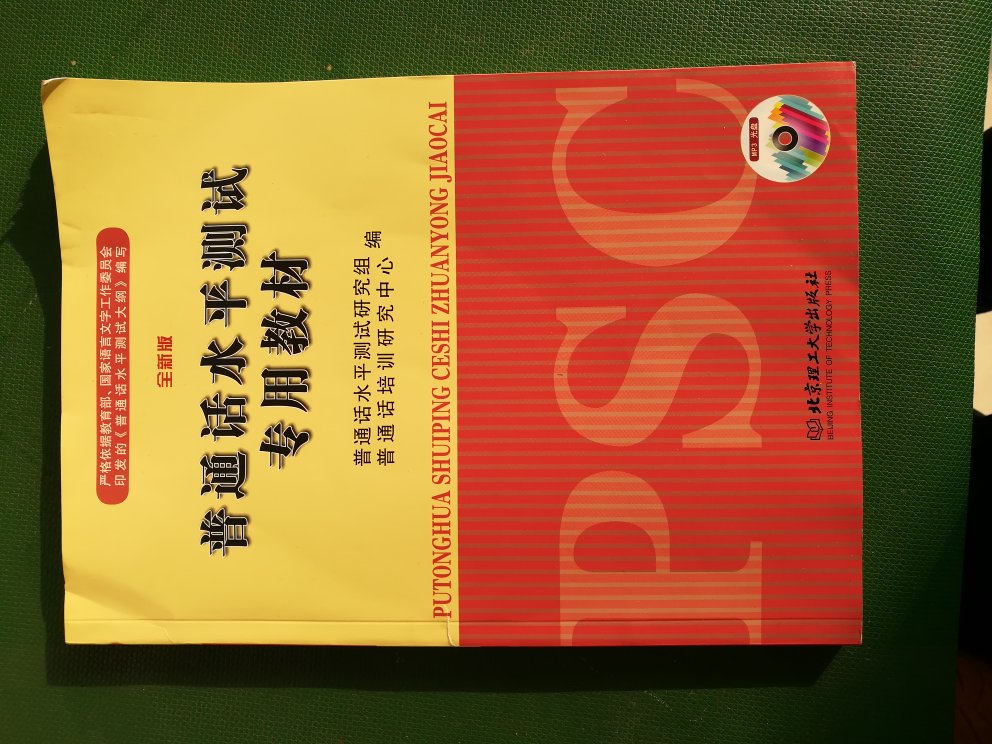 严格依据教育部、国家语言文字工作委员会
印发的《普通话水平测试大纲》编写
全新版
普通话水平测试
专用教材
普通话水平测试研究组
普通话培训研究中心 编
PUTONGHUA SHUIPING CESHI ZHUANYONG JIAOCAI
PSC
MP3 光盘
北京理工大学出版社
BEIJING INSTITUTE OF TECHNOLOGY PRESS